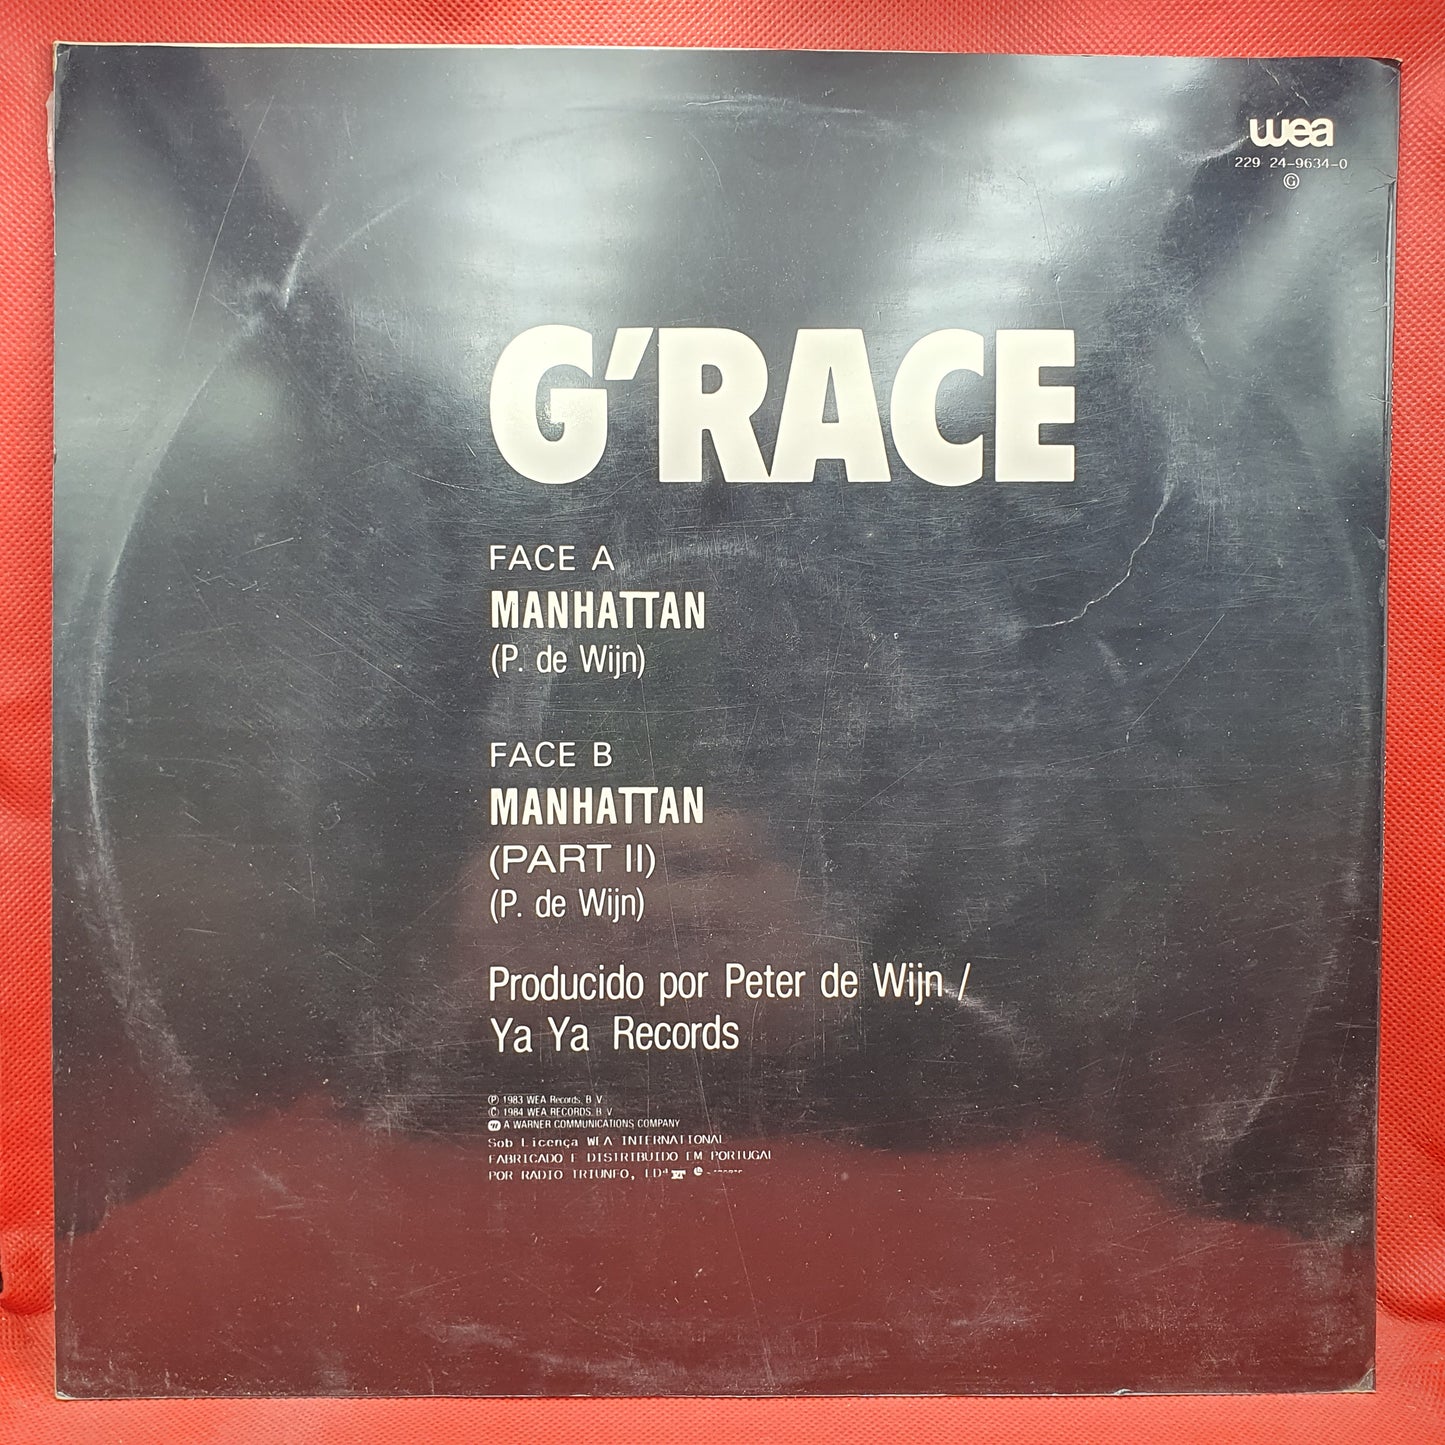 wea
229 24-9634-0
Ⓖ
G'RACE
FACE A
MANHATTAN
(P. de Wijn)
FACE B
MANHATTAN
(PART II)
(P. de Wijn)
Producido por Peter de Wijn /
Ya Ya Records
Ⓟ 1983 WEA Records, B V
© 1984 WEA RECORDS, B V
A WARNER COMMUNICATIONS COMPANY
Sob Licença WEA INTERNATIONAL
FABRICADO E DISTRIBUIDO EM PORTUGAL
POR RADIO TRIUNFO, LDª